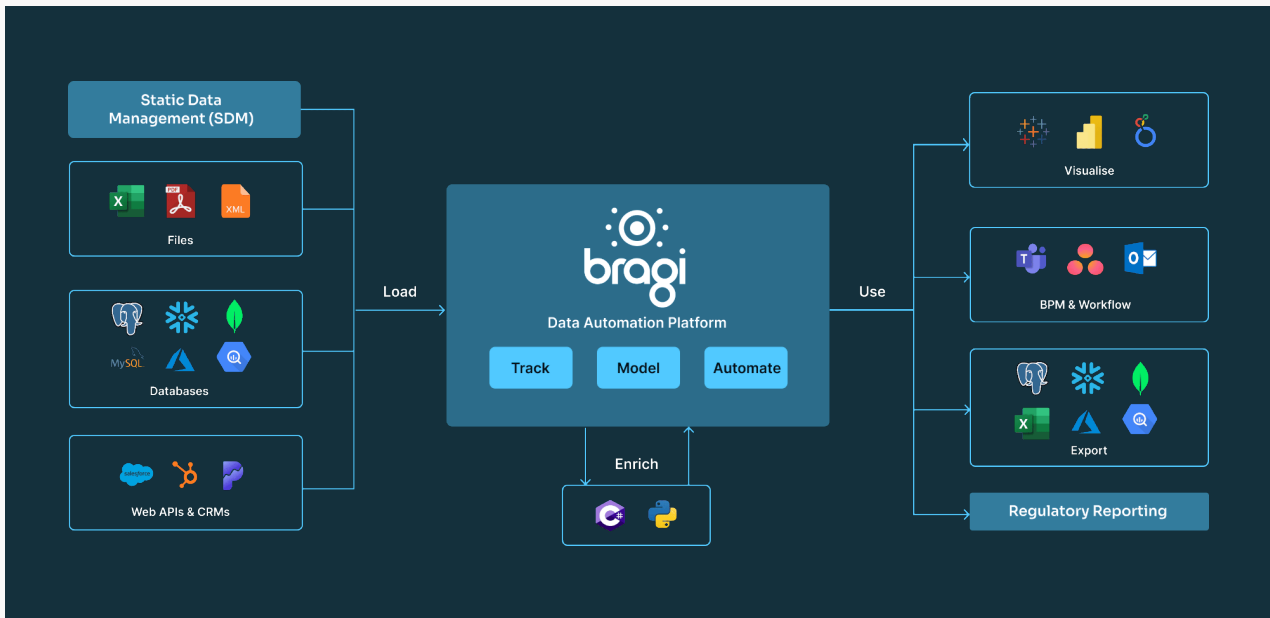 Static Data
Management (SDM)
X
PDF
XML
Files
MySQL
Databases
salesforce
Web APIs & CRMs
Load
bragi
Data Automation Platform
Track
Model
Automate
Enrich
C#
Use
Visualise
T
O
BPM & Workflow
X
Export
Regulatory Reporting